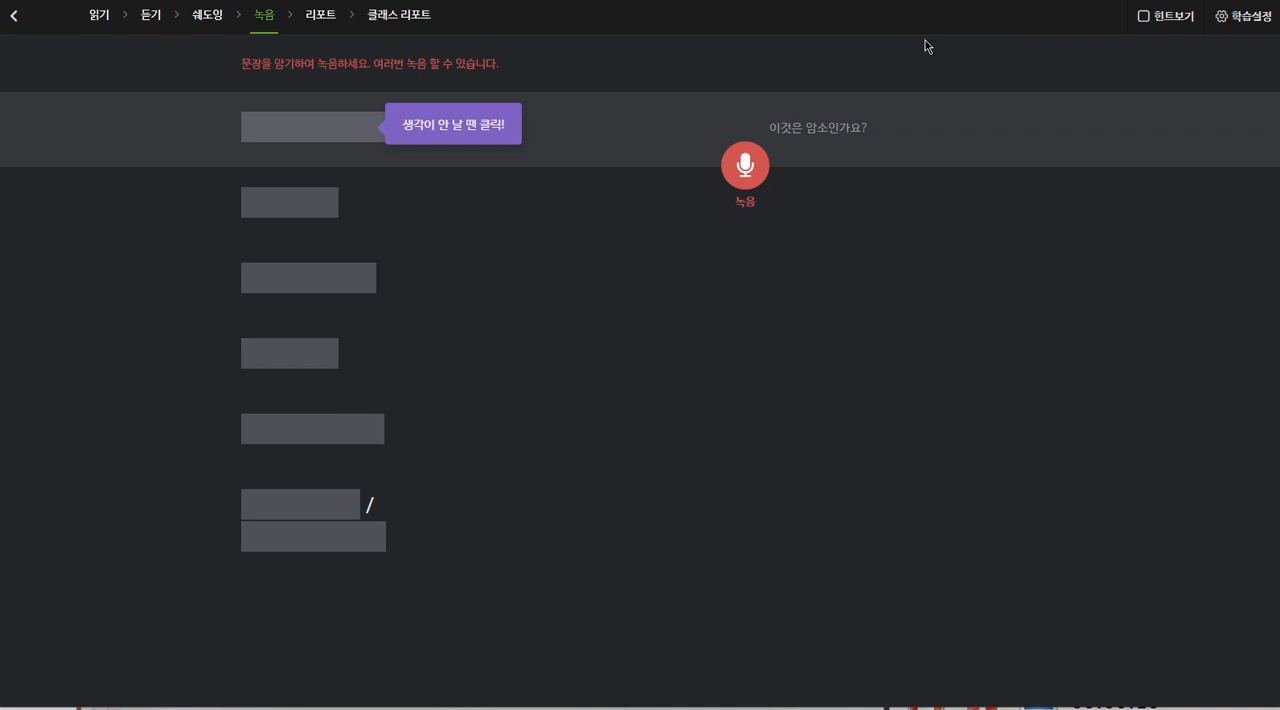 읽기 > 듣기 > 쉐도잉 > 녹음 > 리포트 > 클래스 리포트
힌트보기
학습설정
문장을 암기하여 녹음하세요. 여러번 녹음 할 수 있습니다.
생각이 안 날 땐 클릭!
이것은 암소인가요?
녹음
/